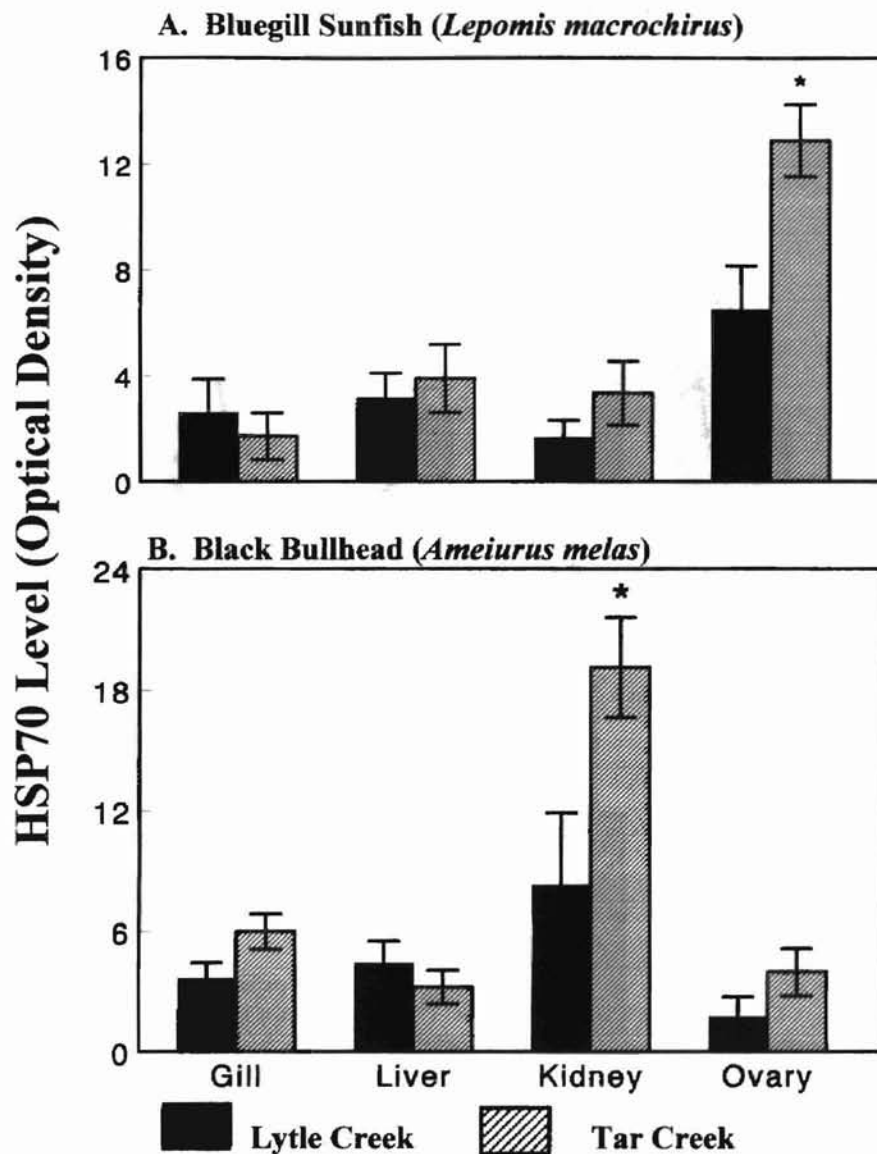 A. Bluegill Sunfish (Lepomis macrochirus)
HSP70 Level (Optical Density)
16
*
12
8
4
0
B. Black Bullhead (Ameiurus melas)
24
*
18
12
6
0
Gill Liver Kidney Ovary
Lytle Creek Tar Creek